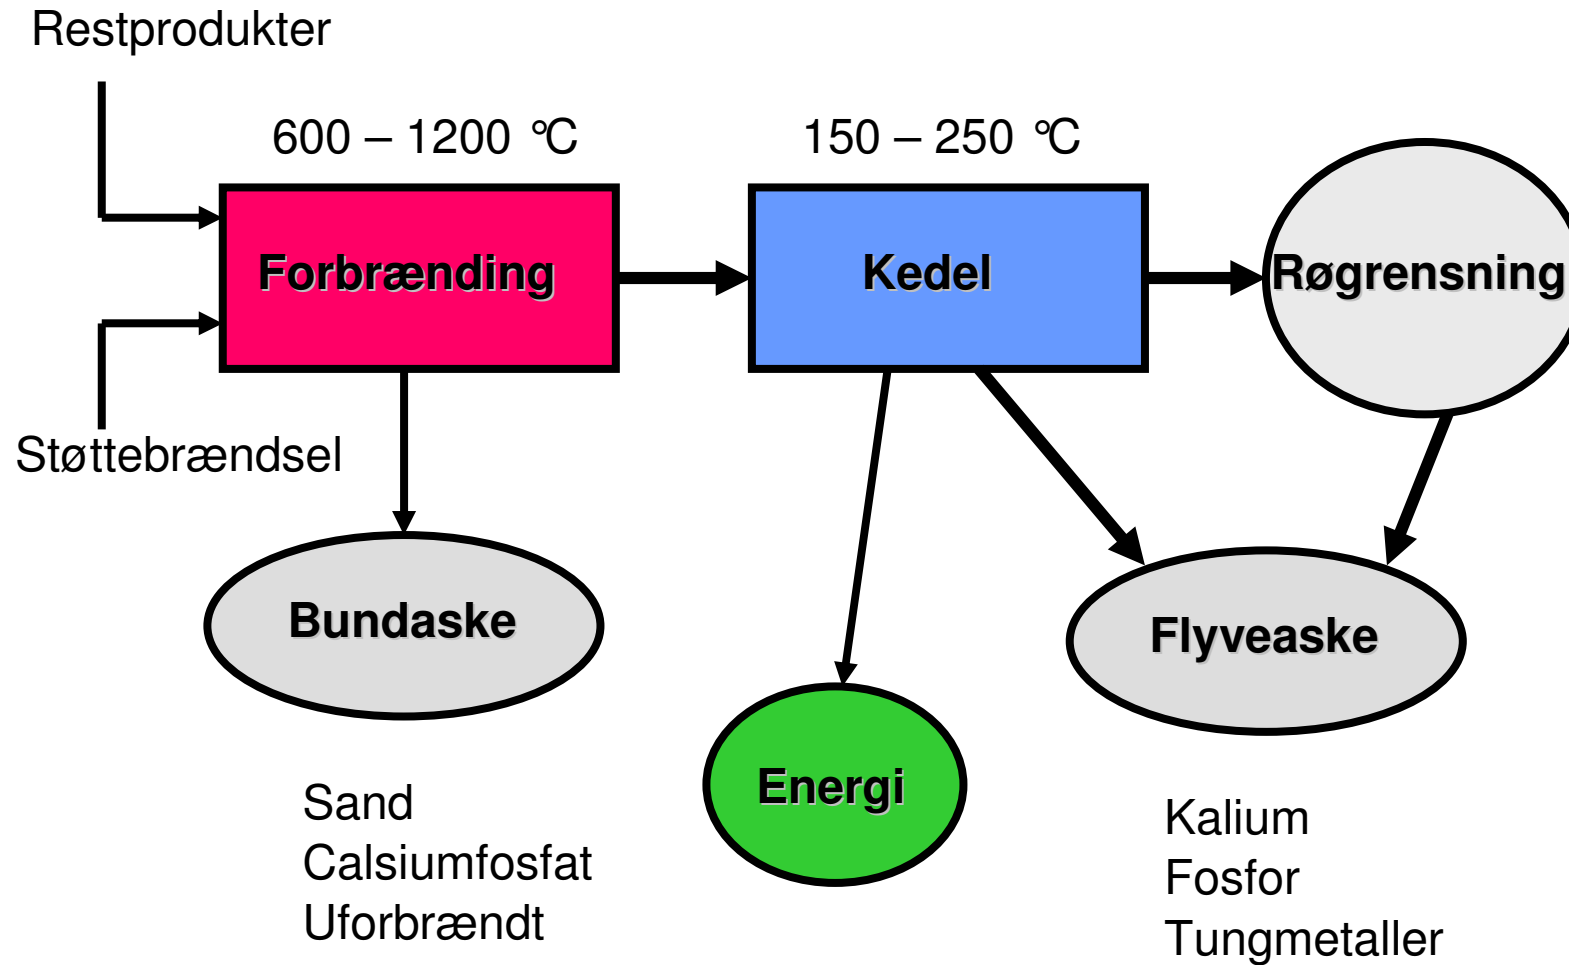 Restprodukter
600 – 1200 °C
150 – 250 °C
Forbrænding
Kedel
Røgrensning
Støttebrændsel
Bundaske
Flyveaske
Energi
Sand
Calsiumfosfat
Uforbrændt
Kalium
Fosfor
Tungmetaller